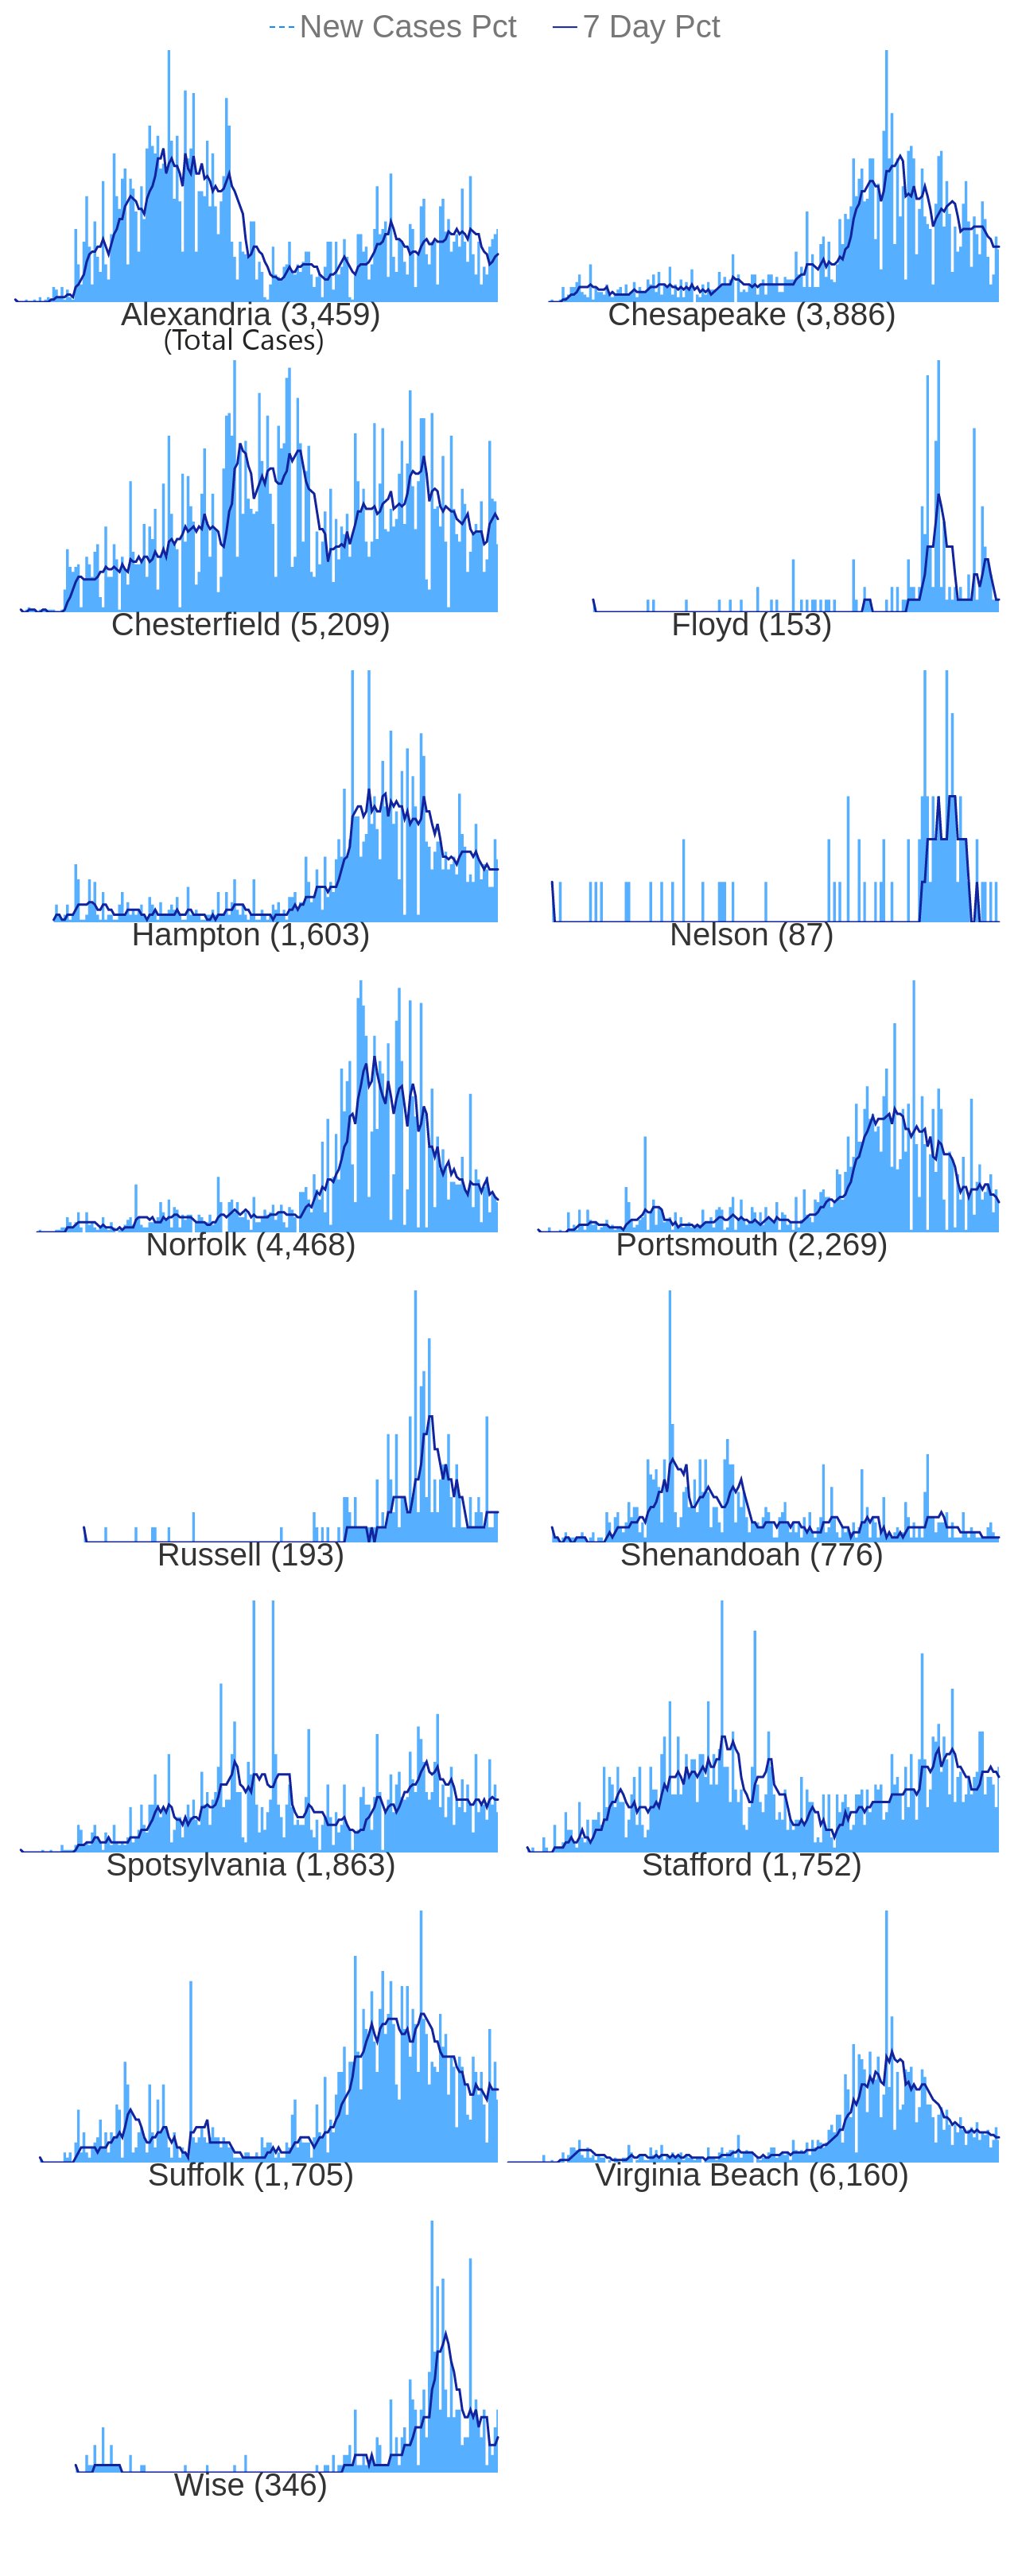 New Cases Pct 7 Day Pct
Alexandria (3,459) Chesapeake (3,886)
(Total Cases)
Chesterfield (5,209) Floyd (153)
Hampton (1,603) Nelson (87)
Norfolk (4,468) Portsmouth (2,269)
Russell (193) Shenandoah (776)
Spotsylvania (1,863) Stafford (1,752)
Suffolk (1,705) Virginia Beach (6,160)
Wise (346)